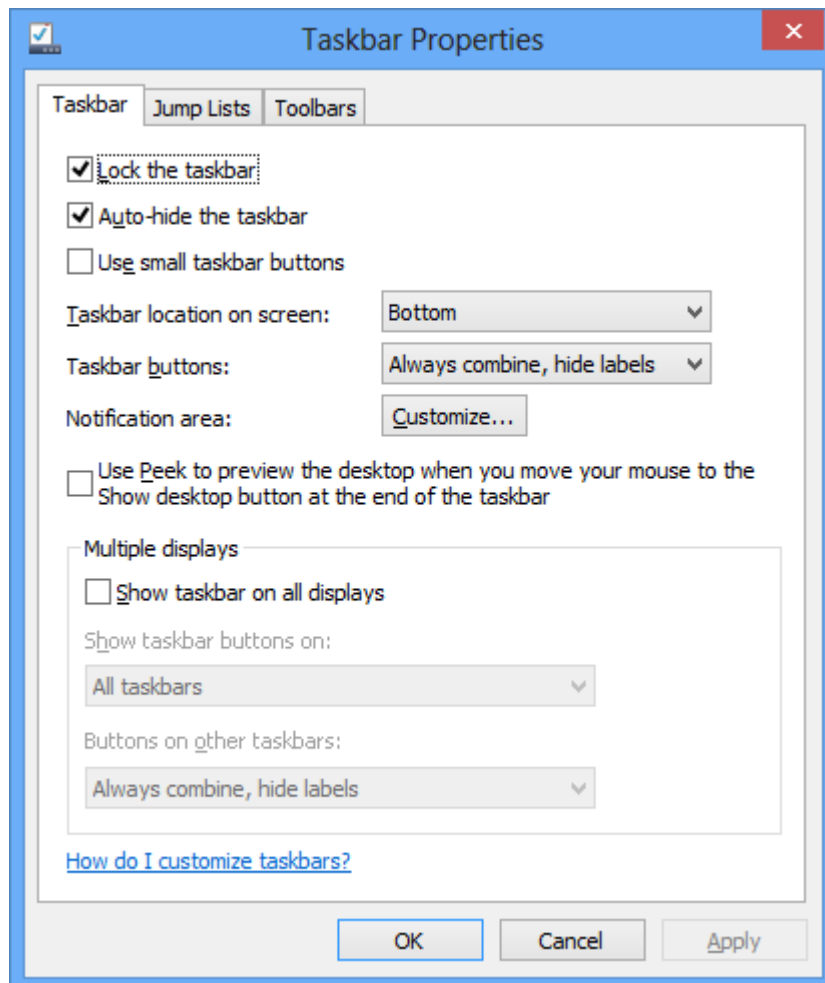 Taskbar Properties
Taskbar
Jump Lists
Toolbars
Lock the taskbar
Auto-hide the taskbar
Use small taskbar buttons
Taskbar location on screen:
Bottom
Taskbar buttons:
Always combine, hide labels
Notification area:
Customize...
Use Peek to preview the desktop when you move your mouse to the
Show desktop button at the end of the taskbar
Multiple displays
Show taskbar on all displays
Show taskbar buttons on:
All taskbars
Buttons on other taskbars:
Always combine, hide labels
How do I customize taskbars?
OK
Cancel
Apply